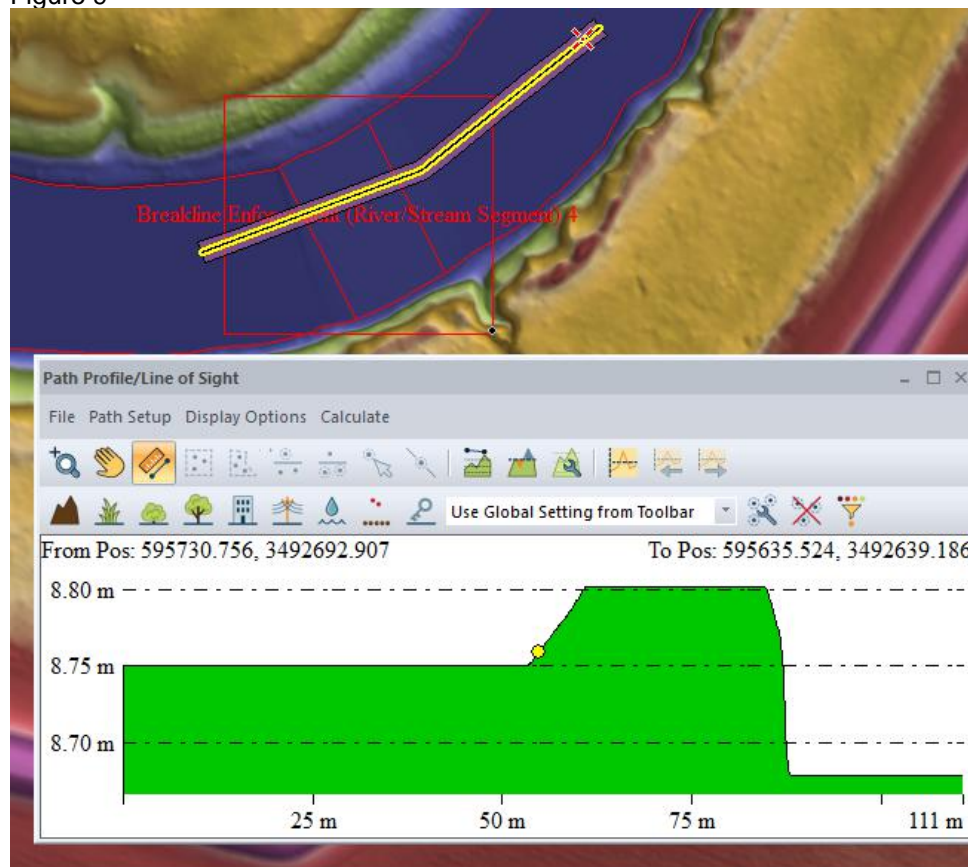 Breakline Enforcement (River/Stream Segment) 4
Path Profile/Line of Sight
File Path Setup Display Options Calculate
Use Global Setting from Toolbar
From Pos: 595730.756, 3492692.907 To Pos: 595635.524, 3492639.186
8.80 m
8.75 m
8.70 m
25 m 50 m 75 m 111 m